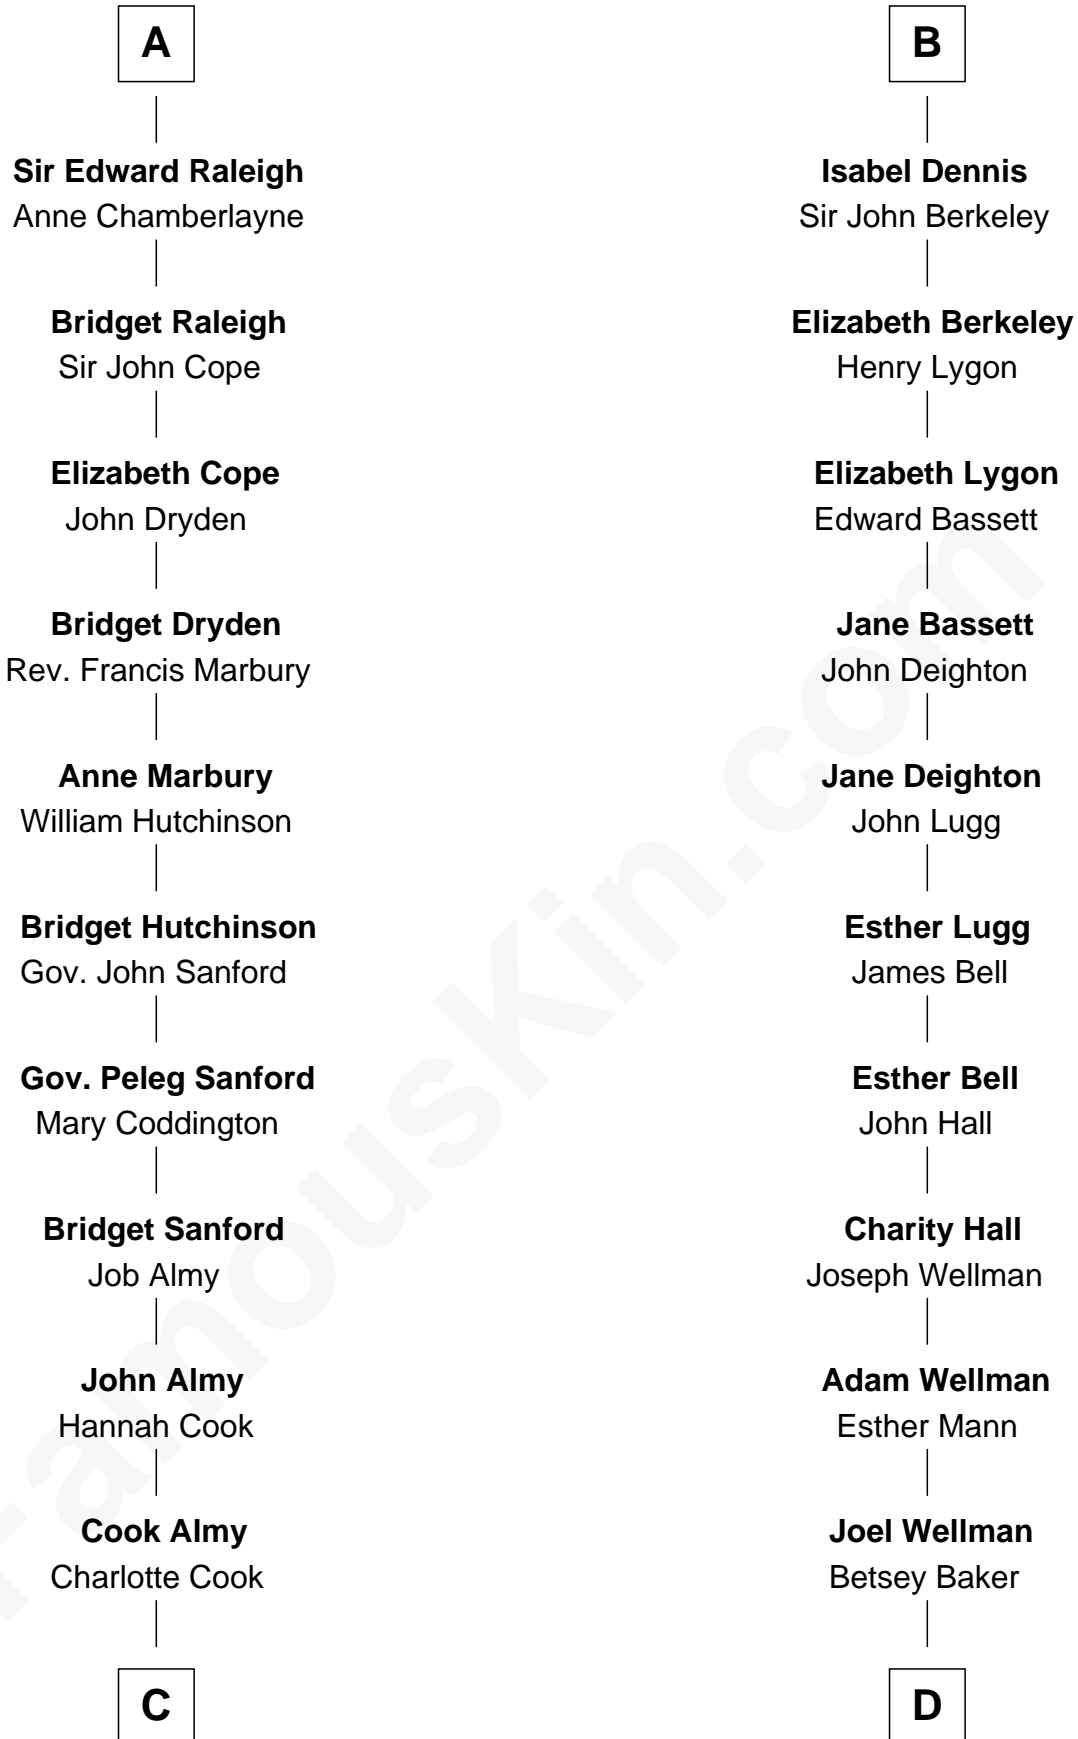 A
Sir Edward Raleigh
Anne Chamberlayne
Bridget Raleigh
Sir John Cope
Elizabeth Cope
John Dryden
Bridget Dryden
Rev. Francis Marbury
Anne Marbury
William Hutchinson
Bridget Hutchinson
Gov. John Sanford
Gov. Peleg Sanford
Mary Coddington
Bridget Sanford
Job Almy
John Almy
Hannah Cook
Cook Almy
Charlotte Cook
C
B
Isabel Dennis
Sir John Berkeley
Elizabeth Berkeley
Henry Lygon
Elizabeth Lygon
Edward Bassett
Jane Bassett
John Deighton
Jane Deighton
John Lugg
Esther Lugg
James Bell
Esther Bell
John Hall
Charity Hall
Joseph Wellman
Adam Wellman
Esther Mann
Joel Wellman
Betsey Baker
D
FamousKin.com